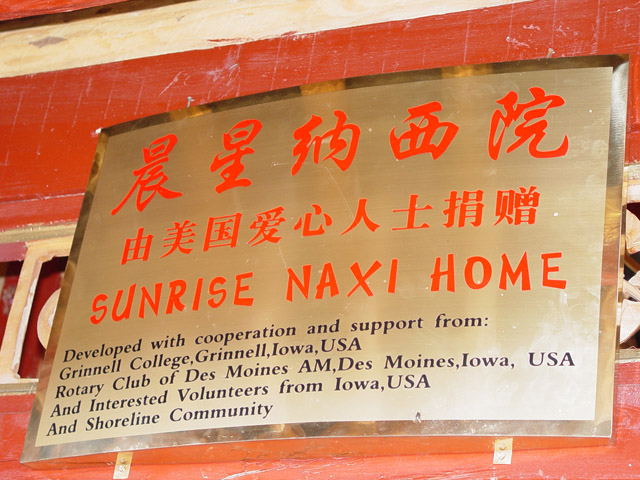 晨星纳西院
由美国爱心人士捐赠
SUNRISE NAXI HOME
Developed with cooperation and support from:
Grinnell College,Grinnell,Iowa,USA
Rotary Club of Des Moines AM,Des Moines,Iowa, USA
And Interested Volunteers from Iowa,USA
And Shoreline Community